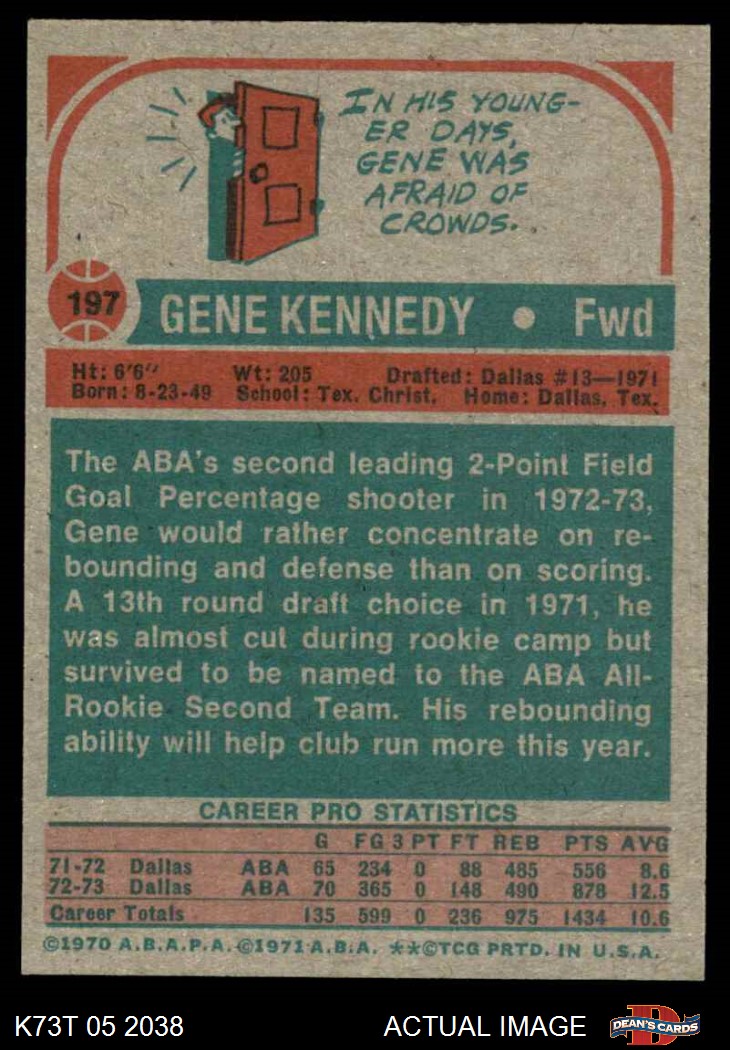 IN HIS YOUNG-
ER DAYS,
GENE WAS
AFRAID OF
CROWDS.
197 GENE KENNEDY • Fwd
Ht: 6'6" Wt: 205 Drafted: Dallas #13—1971
Born: 8-23-49 School: Tex. Christ. Home: Dallas, Tex.
The ABA's second leading 2-Point Field
Goal Percentage shooter in 1972-73,
Gene would rather concentrate on re-
bounding and defense than on scoring.
A 13th round draft choice in 1971, he
was almost cut during rookie camp but
survived to be named to the ABA All-
Rookie Second Team. His rebounding
ability will help club run more this year.
CAREER PRO STATISTICS
G FG 3 PT FT REB PTS AVG
71-72 Dallas ABA 65 234 0 88 485 556 8.6
72-73 Dallas ABA 70 365 0 148 490 878 12.5
Career Totals 135 599 0 236 975 1434 10.6
©1970 A.B.A.P.A. ©1971 A.B.A. **©TCG PRTD. IN U.S.A.
K73T 05 2038 ACTUAL IMAGE DEAN'S CARDS